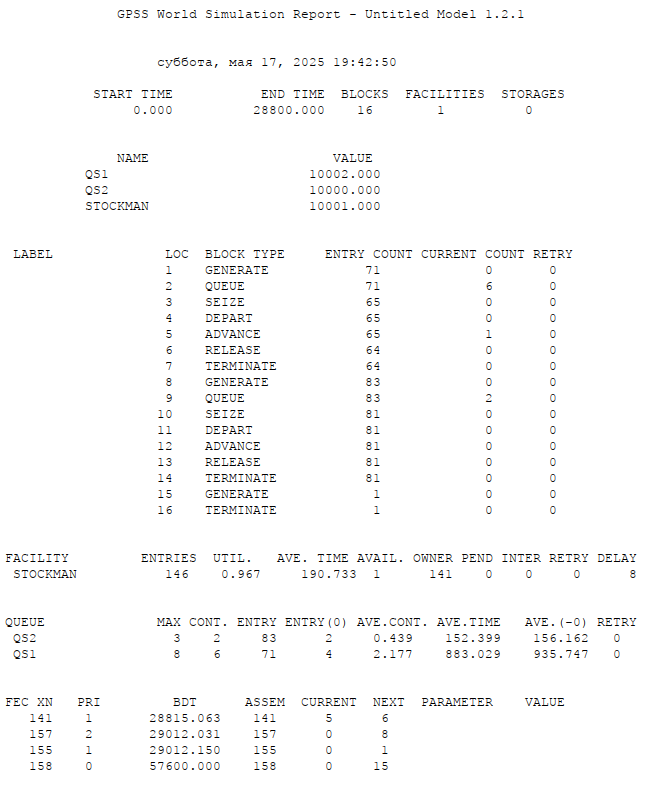 GPSS World Simulation Report - Untitled Model 1.2.1
суббота, мая 17, 2025 19:42:50
START TIME END TIME BLOCKS FACILITIES STORAGES
0.000 28800.000 16 1 0
NAME VALUE
QS1 10002.000
QS2 10000.000
STOCKMAN 10001.000
LABEL LOC BLOCK TYPE ENTRY COUNT CURRENT COUNT RETRY
1 GENERATE 71 0 0
2 QUEUE 71 6 0
3 SEIZE 65 0 0
4 DEPART 65 0 0
5 ADVANCE 65 1 0
6 RELEASE 64 0 0
7 TERMINATE 64 0 0
8 GENERATE 83 0 0
9 QUEUE 83 2 0
10 SEIZE 81 0 0
11 DEPART 81 0 0
12 ADVANCE 81 0 0
13 RELEASE 81 0 0
14 TERMINATE 81 0 0
15 GENERATE 1 0 0
16 TERMINATE 1 0 0
FACILITY ENTRIES UTIL. AVE. TIME AVAIL. OWNER PEND INTER RETRY DELAY
STOCKMAN 146 0.967 190.733 1 141 0 0 0 8
QUEUE MAX CONT. ENTRY ENTRY(0) AVE.CONT. AVE.TIME AVE.(-0) RETRY
QS2 3 2 83 2 0.439 152.399 156.162 0
QS1 8 6 71 4 2.177 883.029 935.747 0
FEC XN PRI BDT ASSEM CURRENT NEXT PARAMETER VALUE
141 1 28815.063 141 5 6
157 2 29012.031 157 0 8
155 1 29012.150 155 0 1
158 0 57600.000 158 0 15